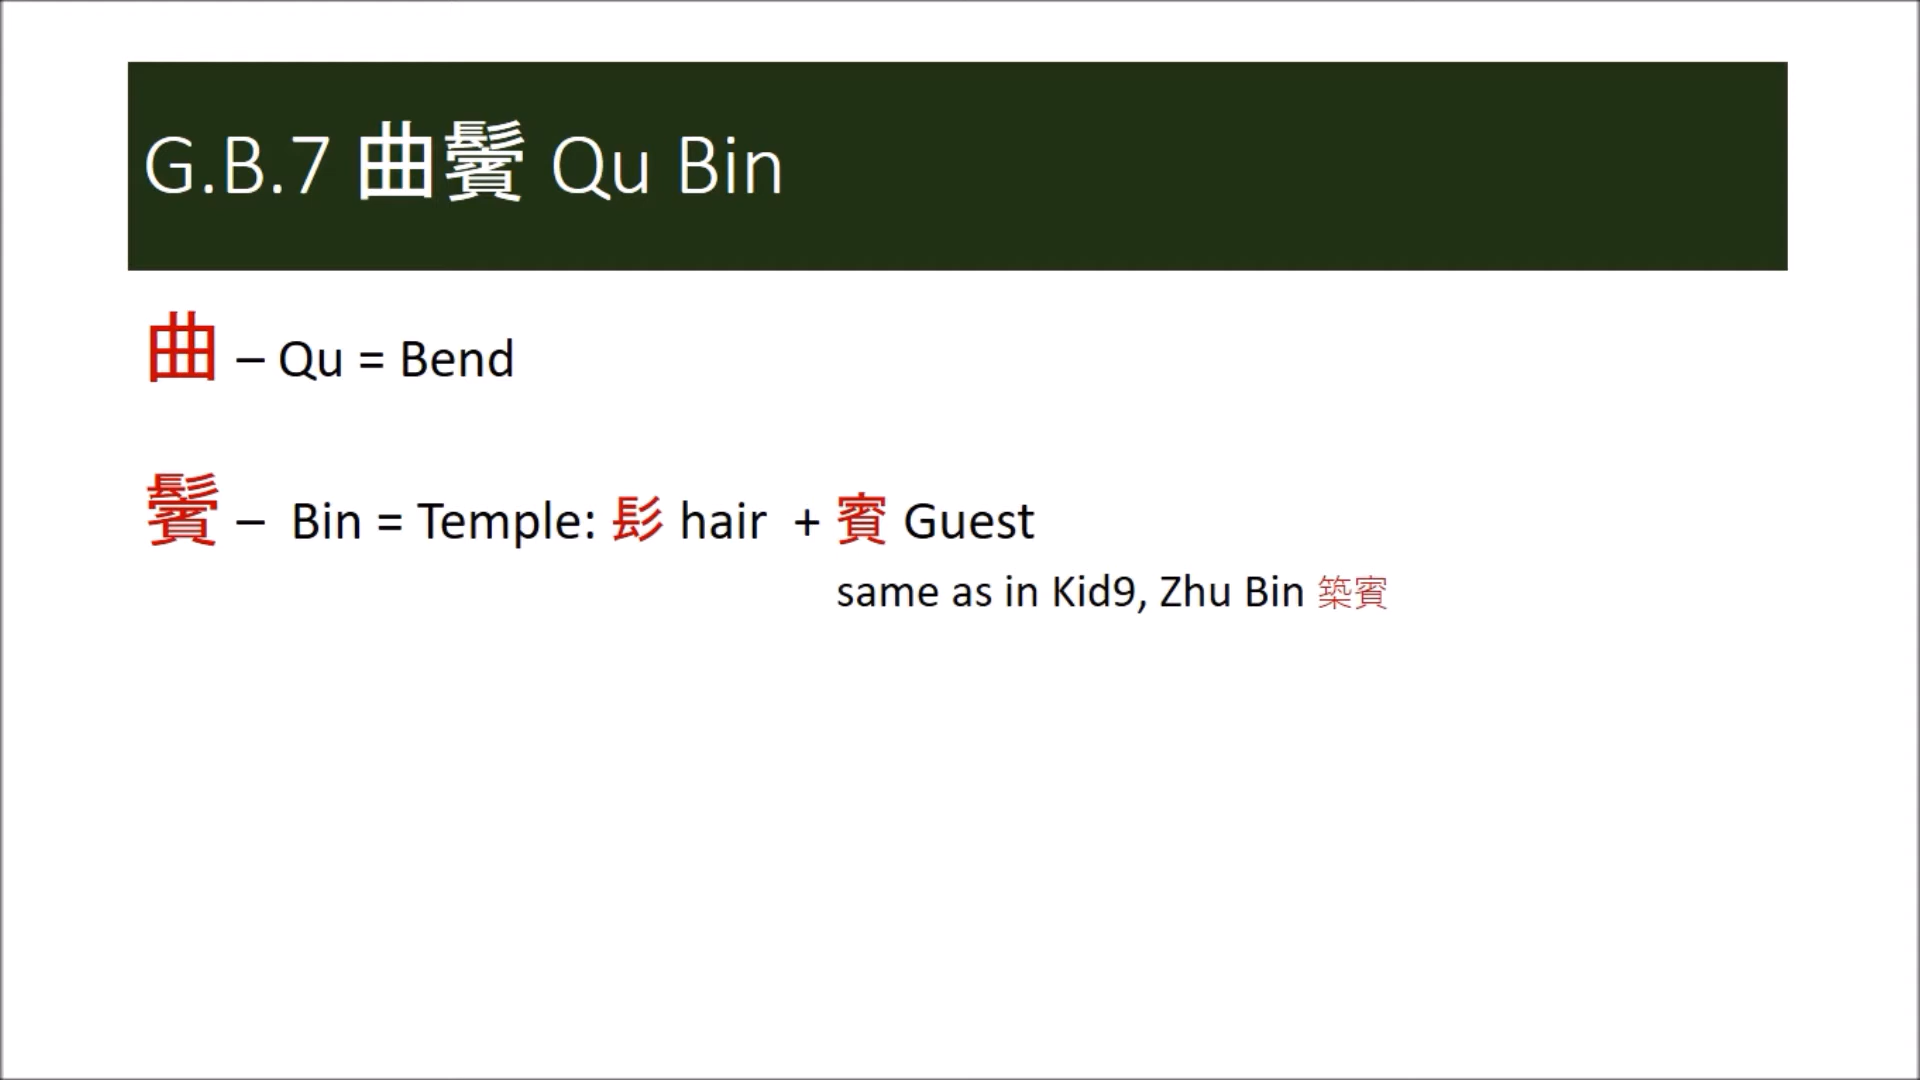 G.B.7 曲鬢 Qu Bin
曲 – Qu = Bend
鬢 – Bin = Temple: 髟 hair + 賓 Guest
same as in Kid9, Zhu Bin 築賓